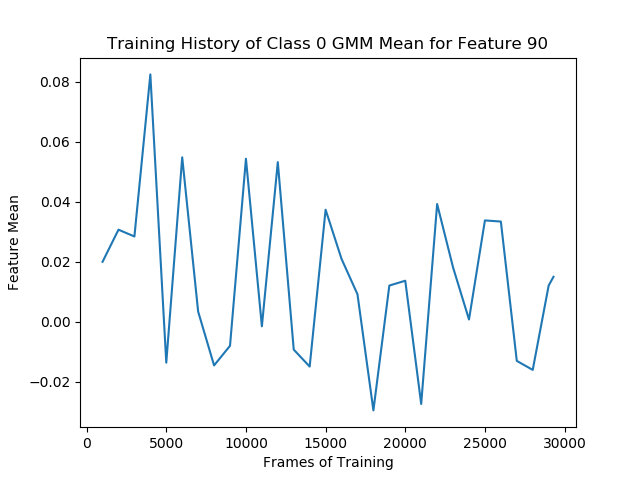 Training History of Class 0 GMM Mean for Feature 90
0.08
0.06
0.04
0.02
0.00
−0.02
Feature Mean
0 5000 10000 15000 20000 25000 30000
Frames of Training